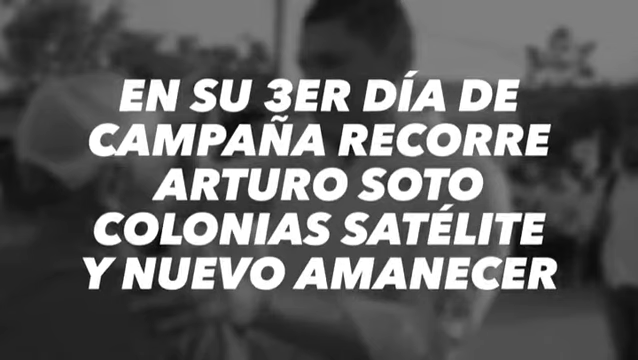 EN SU 3ER DÍA DE
CAMPAÑA RECORRE
ARTURO SOTO
COLONIAS SATÉLITE
Y NUEVO AMANECER